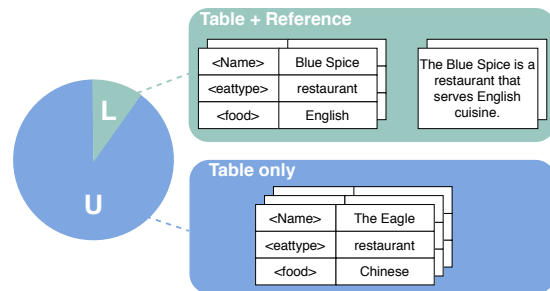 Table + Reference
<Name> Blue Spice
<eattype> restaurant
<food> English
The Blue Spice is a
restaurant that
serves English
cuisine.
L
U
Table only
<Name> The Eagle
<eattype> restaurant
<food> Chinese